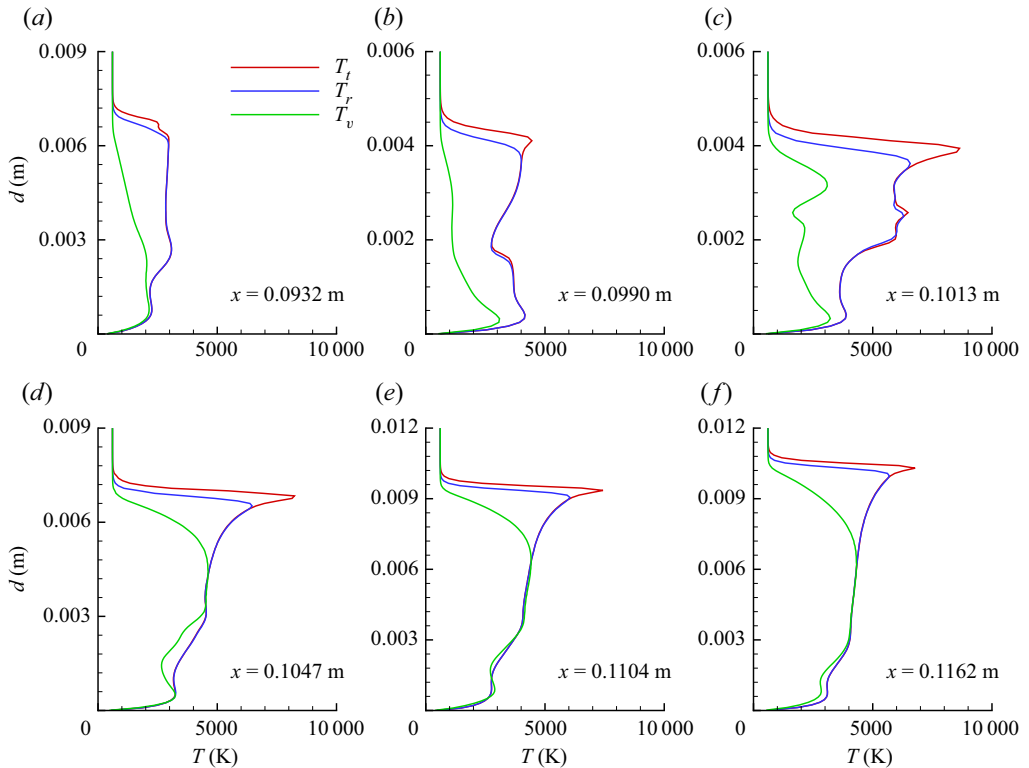 (a)
(b)
(c)
0.009
0.006
0.003
d (m)
T_t
T_r
T_v
x = 0.0932 m
0
5000
10 000
0.006
0.004
0.002
x = 0.0990 m
0
5000
10 000
0.006
0.004
0.002
x = 0.1013 m
0
5000
10 000
(d)
(e)
(f)
0.009
0.006
0.003
d (m)
x = 0.1047 m
0
5000
10 000
T (K)
0.012
0.009
0.006
0.003
x = 0.1104 m
0
5000
10 000
T (K)
0.012
0.009
0.006
0.003
x = 0.1162 m
0
5000
10 000
T (K)